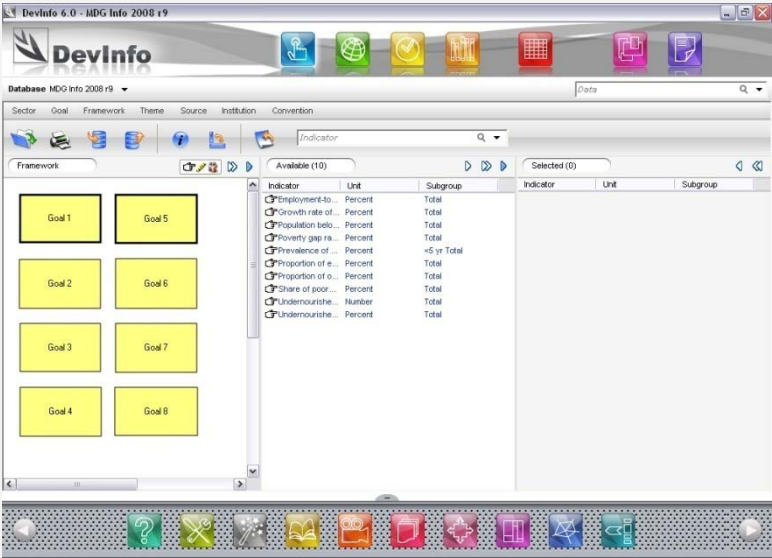 DevInfo 6.0 - MDG Info 2008 r9
DevInfo
Database MDG Info 2008 r9
Data
Sector Goal Framework Theme Source Institution Convention
Indicator
Framework
Available (10)
Selected (0)
Goal 1 Goal 5
Goal 2 Goal 6
Goal 3 Goal 7
Goal 4 Goal 8
Indicator Unit Subgroup
Employment-to... Percent Total
Growth rate of... Percent Total
Population belo... Percent Total
Poverty gap ra... Percent Total
Prevalence of ... Percent <5 yr Total
Proportion of e... Percent Total
Proportion of o... Percent Total
Share of poor... Percent Total
Undernourishe... Number Total
Undernourishe... Percent Total
Indicator Unit Subgroup